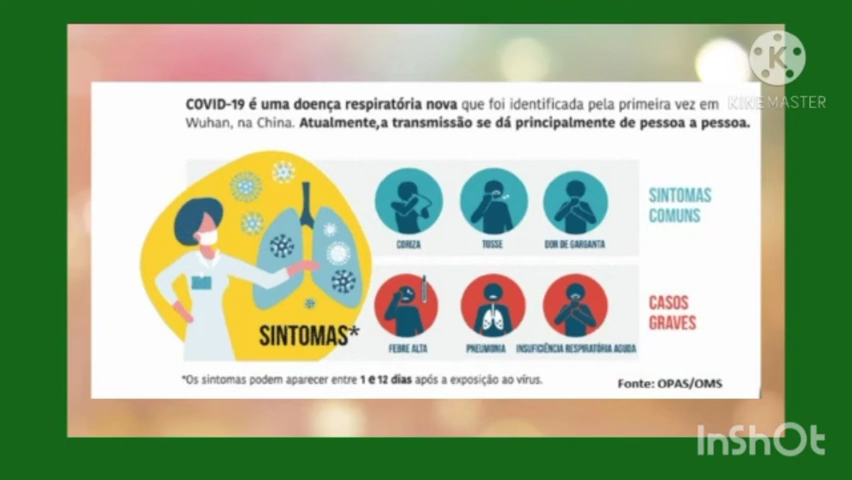 K
KINEMASTER
COVID-19 é uma doença respiratória nova que foi identificada pela primeira vez em
Wuhan, na China. Atualmente,a transmissão se dá principalmente de pessoa a pessoa.
SINTOMAS*
CORIZA
TOSSE
DOR DE GARGANTA
SINTOMAS
COMUNS
FEBRE ALTA
PNEUMONIA
INSUFICIÊNCIA RESPIRATÓRIA AGUDA
CASOS
GRAVES
*Os sintomas podem aparecer entre 1 e 12 dias após a exposição ao vírus.
Fonte: OPAS/OMS
InShOt